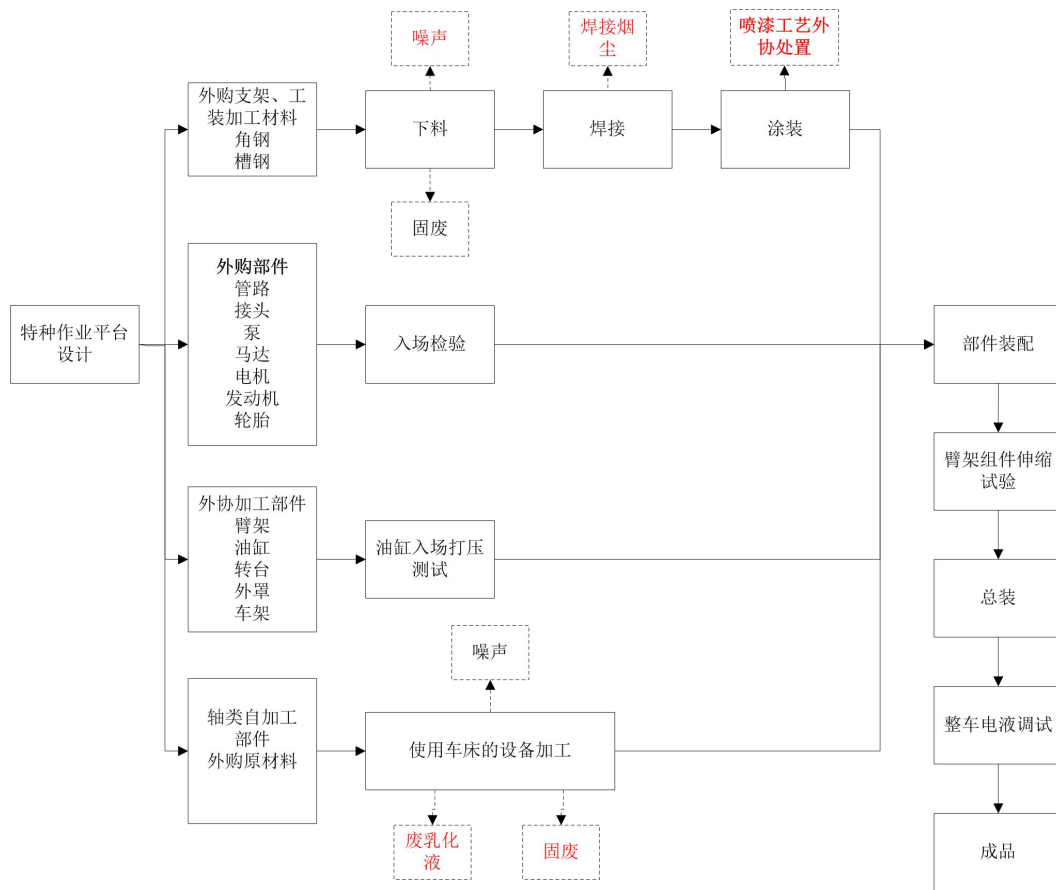 噪声
焊接烟
尘
喷漆工艺外
协处置
外购支架、工
装加工材料
角钢
槽钢
下料
焊接
涂装
固废
外购部件
管路
接头
泵
马达
电机
发动机
轮胎
特种作业平台
设计
入场检验
部件装配
臂架组件伸缩
试验
外协加工部件
臂架
油缸
转台
外罩
车架
油缸入场打压
测试
总装
噪声
轴类自加工
部件
外购原材料
使用车床的设备加工
整车电液调试
废乳化
液
固废
成品